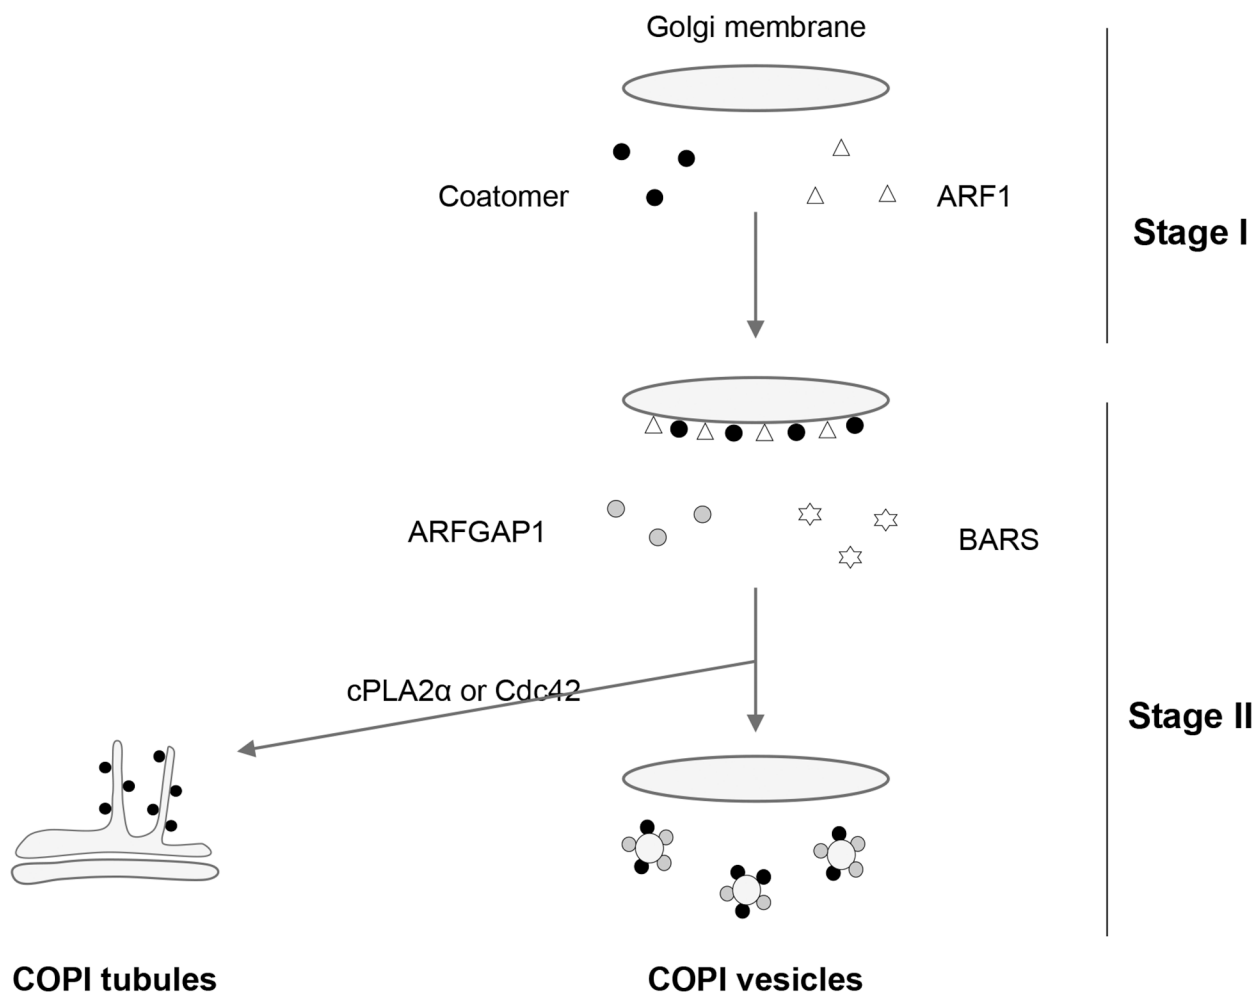 Golgi membrane
Coatomer
ARF1
Stage I
ARFGAP1
BARS
cPLA2α or Cdc42
Stage II
COPI tubules
COPI vesicles